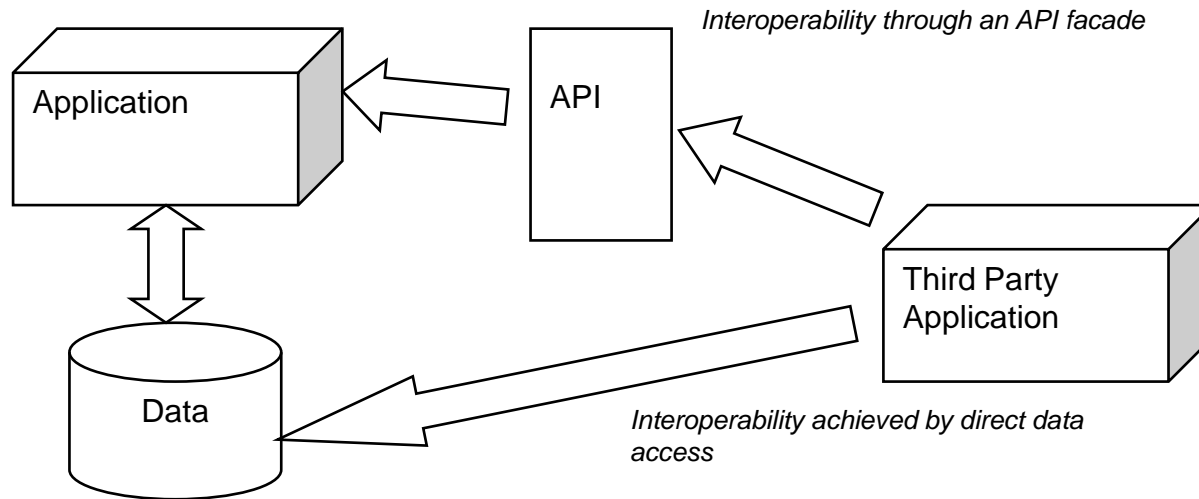 Interoperability through an API facade
Application
API
Third Party
Application
Data
Interoperability achieved by direct data
access